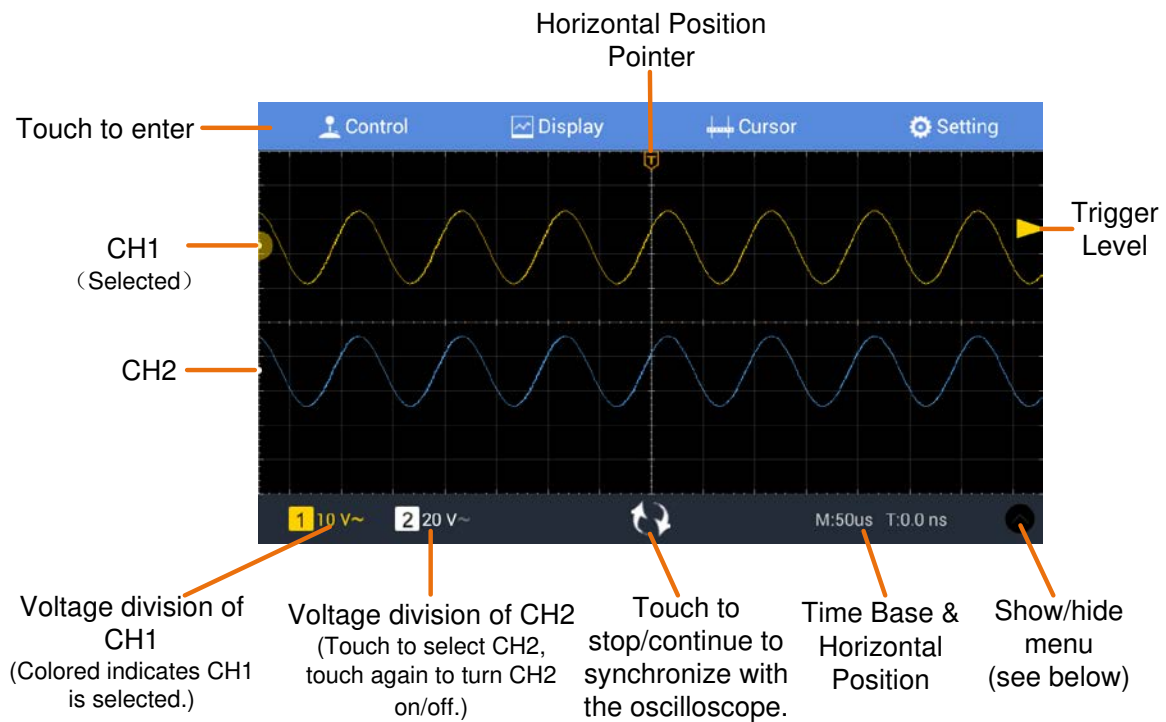 Horizontal Position
Pointer
Touch to enter
Control
Display
Cursor
Setting
T
CH1
（Selected）
Trigger
Level
CH2
1 10 V~
2 20 V~
M:50us T:0.0 ns
Voltage division of
CH1
(Colored indicates CH1
is selected.)
Voltage division of CH2
(Touch to select CH2,
touch again to turn CH2
on/off.)
Touch to
stop/continue to
synchronize with
the oscilloscope.
Time Base &
Horizontal
Position
Show/hide
menu
(see below)